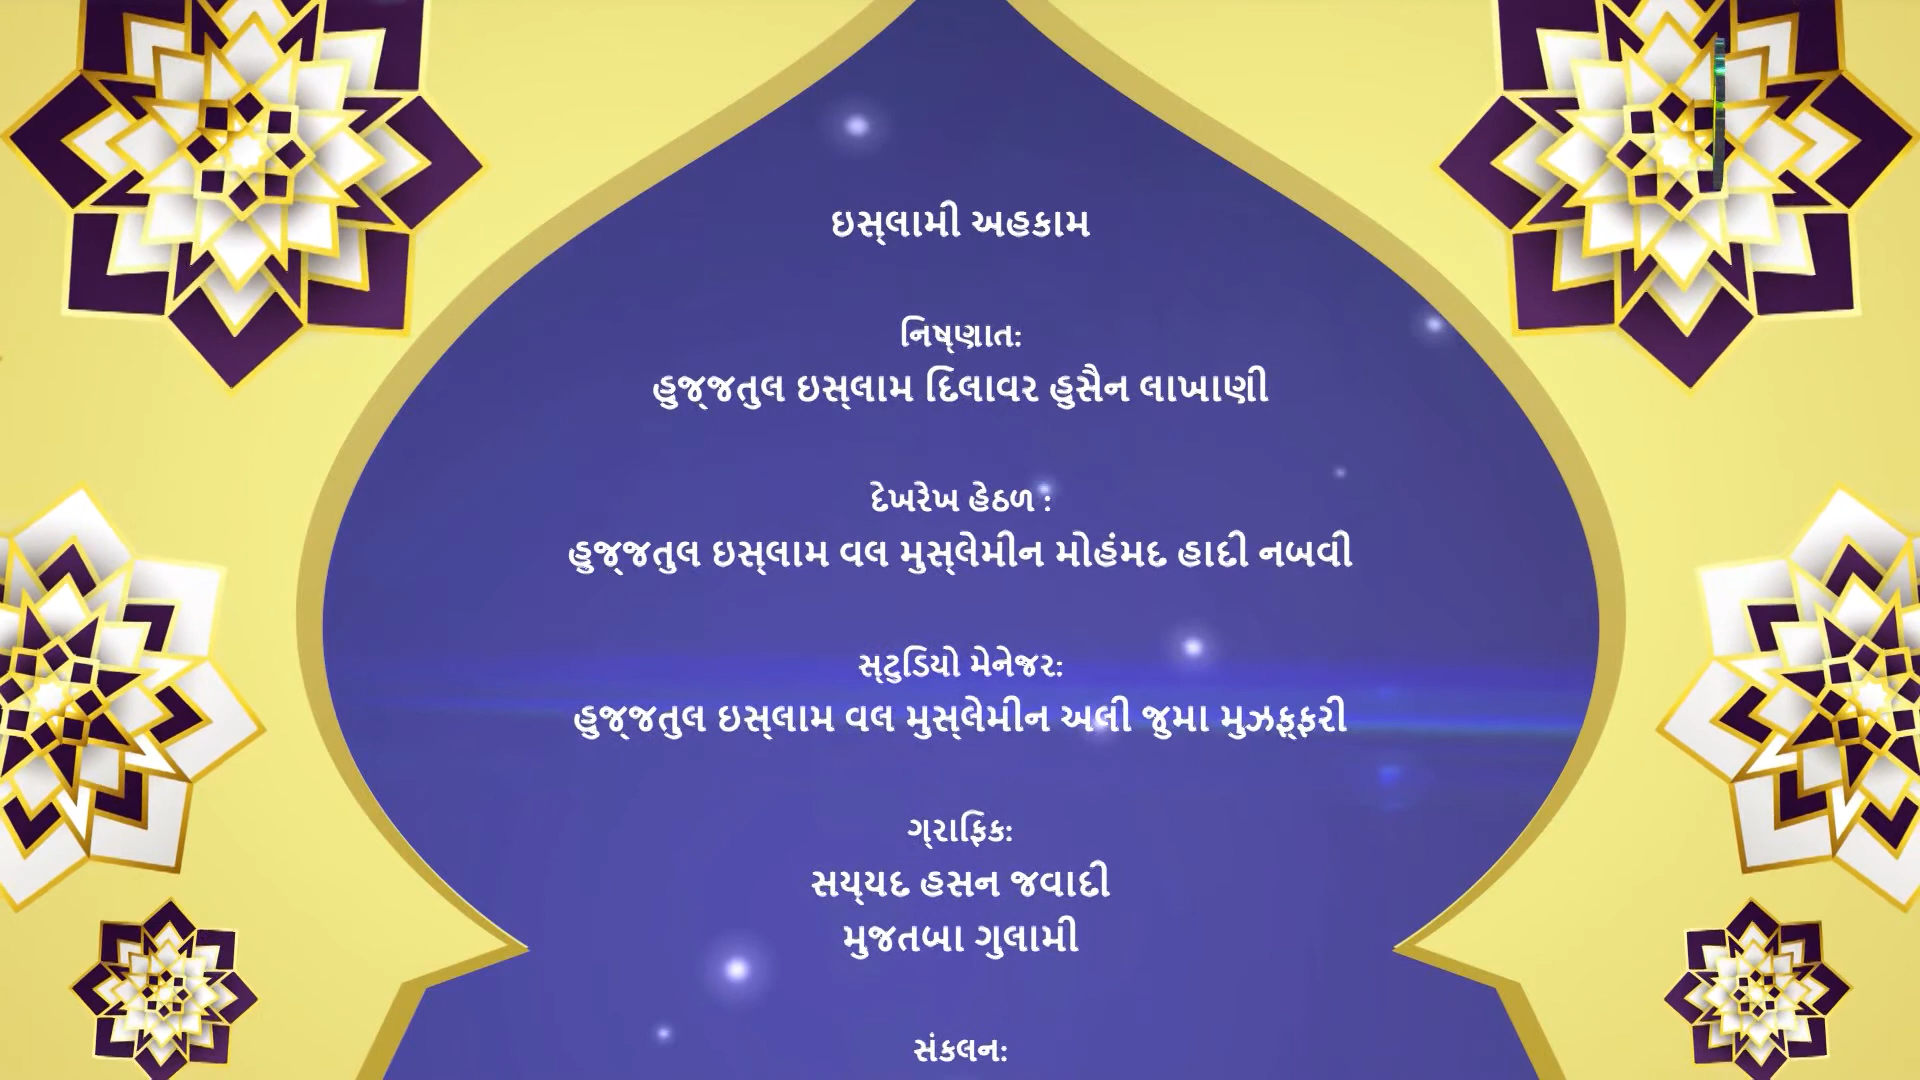 ઇસ્લામી અહકામ
નિષ્ણાત:
હુજ્જતુલ ઇસ્લામ દિલાવર હુસૈન લાખાણી
દેખરેખ હેઠળ :
હુજ્જતુલ ઇસ્લામ વલ મુસ્લેમીન મોહંમદ હાદી નબવી
સ્ટુડિયો મેનેજર:
હુજ્જતુલ ઇસ્લામ વલ મુસ્લેમીન અલી જુમા મુઝફ્ફરી
ગ્રાફિક:
સય્યદ હસન જવાદી
મુજતબા ગુલામી
સંકલન: